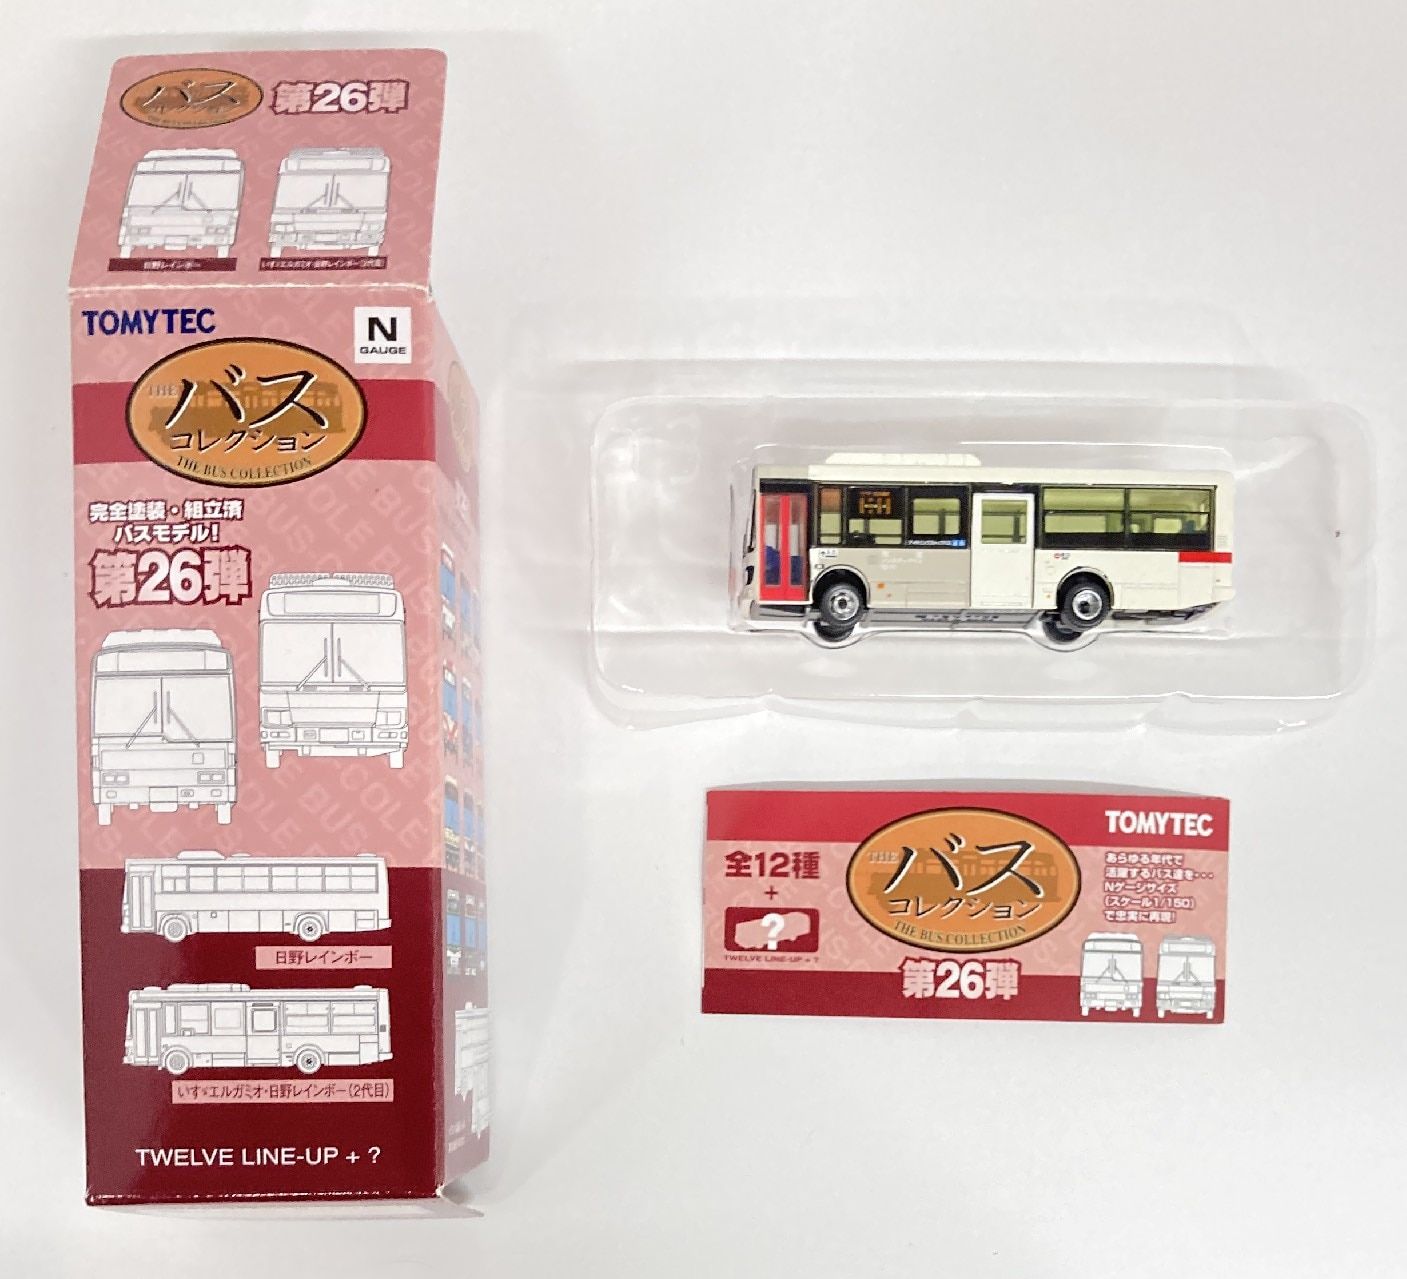 バス
コレクション
第26弾
日野レインボー
いすゞエルガミオ・日野レインボー(2代目)
TOMYTEC
N
GAUGE
THE
バス
コレクション
THE BUS COLLECTION
完全塗装・組立済
バスモデル!
第26弾
日野レインボー
いすゞエルガミオ・日野レインボー(2代目)
TWELVE LINE-UP + ?
TOMYTEC
全12種
+
?
TWELVE LINE-UP + ?
THE
バス
コレクション
THE BUS COLLECTION
第26弾
あらゆる年代で
活躍するバス達を・・・
Nゲージサイズ
(スケール1/150)
で忠実に再現!